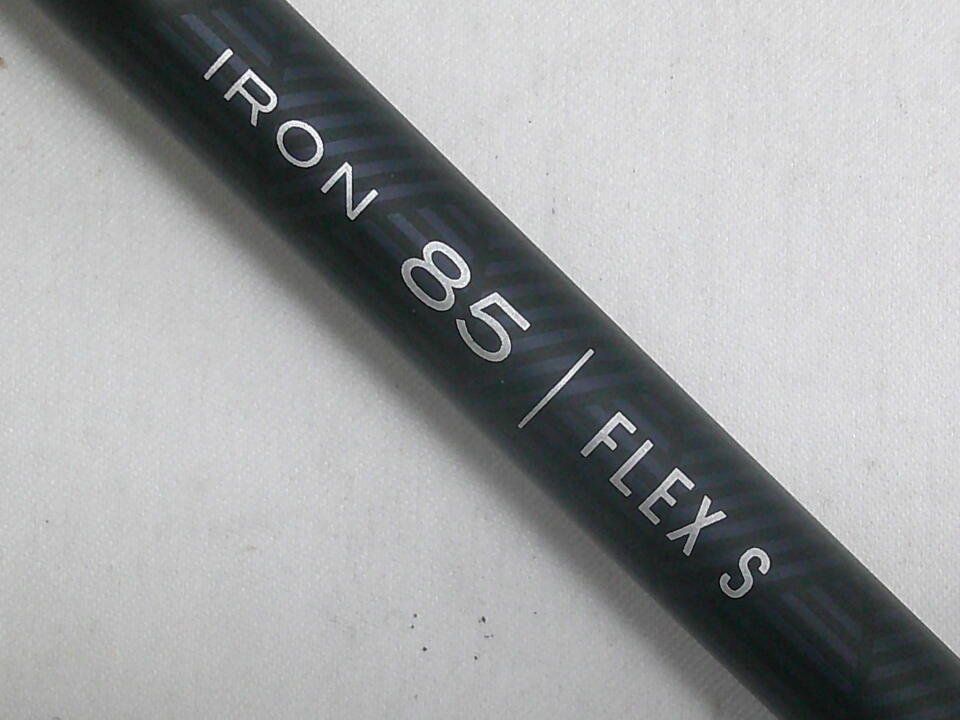 IRON 85 | FLEX S